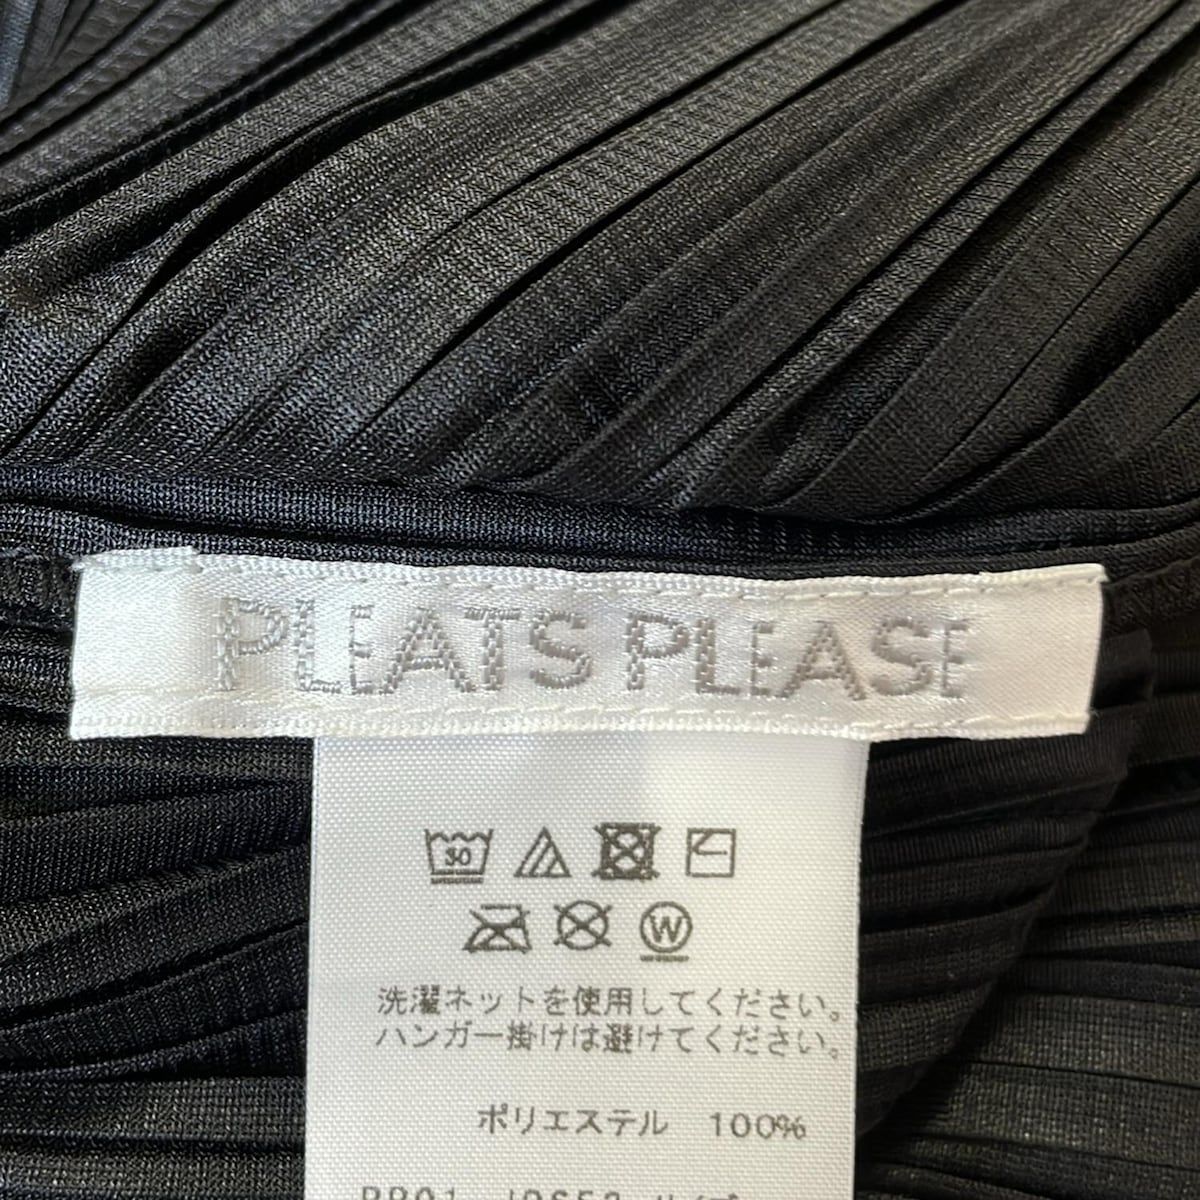 PLEATS PLEASE
30
W
洗濯ネットを使用してください。
ハンガー掛けは避けてください。
ポリエステル 100%